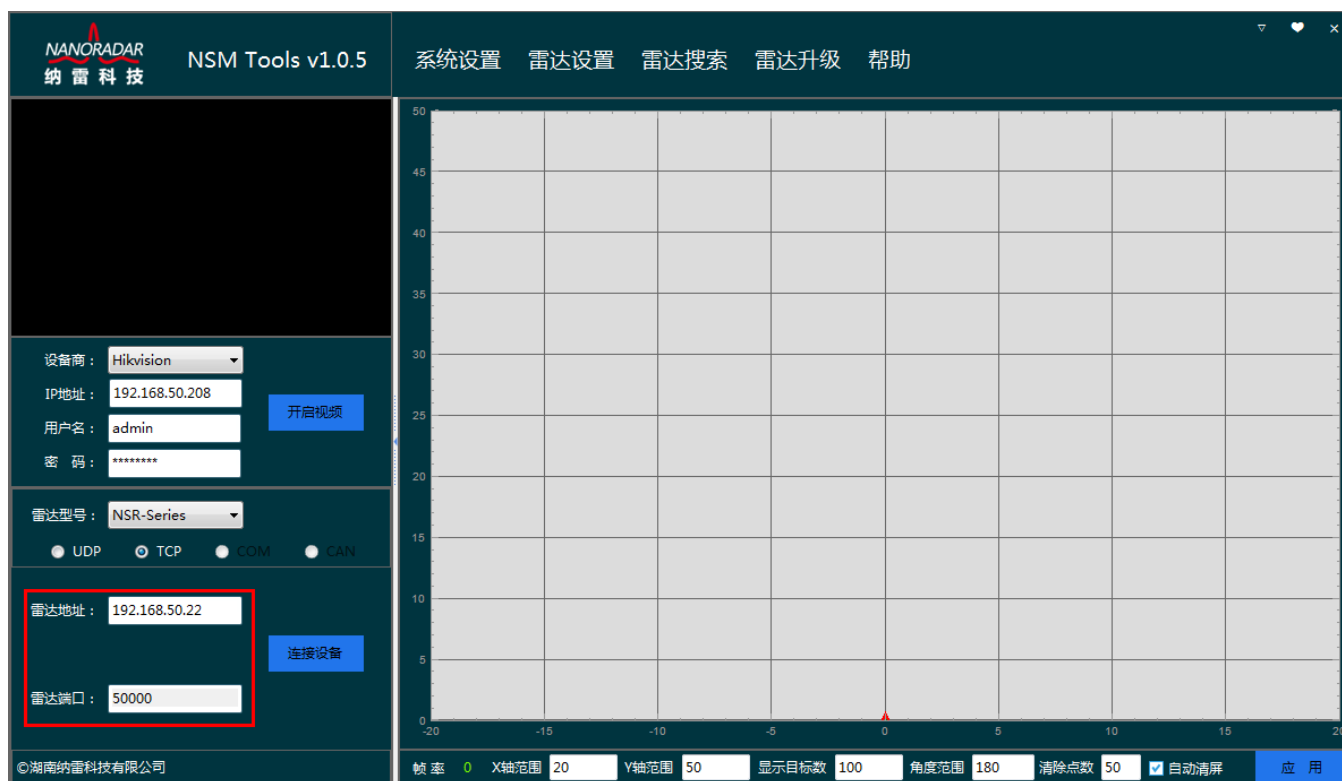 NANORADAR
纳雷科技
NSM Tools v1.0.5
系统设置 雷达设置 雷达搜索 雷达升级 帮助
设备商： Hikvision
IP地址： 192.168.50.208
开启视频
用户名： admin
密 码： ********
雷达型号： NSR-Series
UDP TCP COM CAN
雷达地址： 192.168.50.22
连接设备
雷达端口： 50000
©湖南纳雷科技有限公司
50
45
40
35
30
25
20
15
10
5
0
-20 -15 -10 -5 0 5 10 15 20
帧率 0 X轴范围 20 Y轴范围 50 显示目标数 100 角度范围 180 清除点数 50 自动清屏 应 用